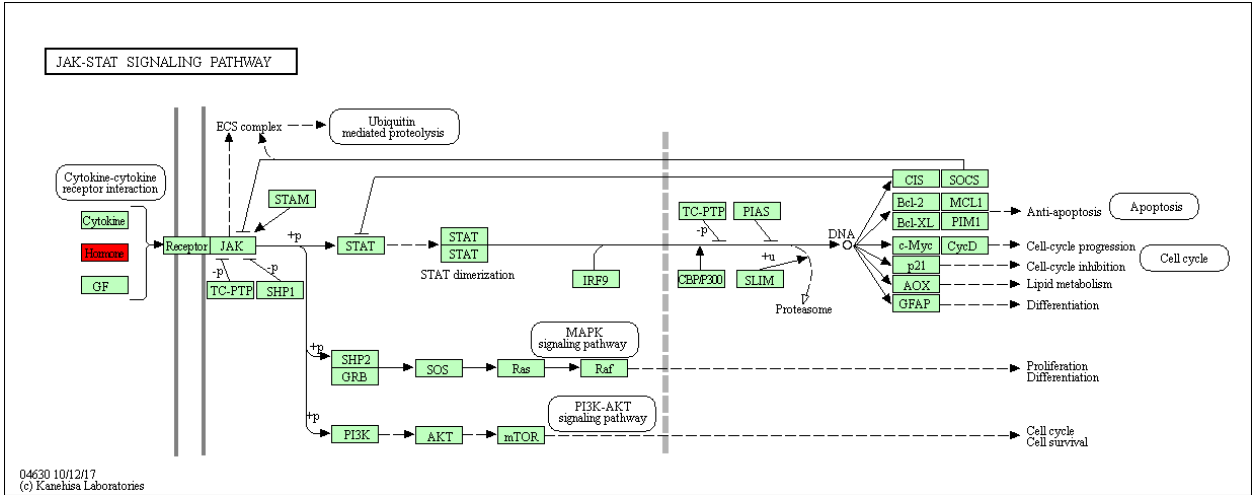 JAK-STAT SIGNALING PATHWAY
ECS complex
Ubiquitin
mediated proteolysis
Cytokine-cytokine
receptor interaction
Cytokine
Hormone
GF
Receptor
JAK
STAM
-p
-p
TC-PTP
SHP1
+p
STAT
STAT
STAT
STAT dimerization
IRF9
TC-PTP
PIAS
-p
+u
CBP/P300
SLIM
Proteasome
DNA
CIS
SOCS
Bcl-2
MCL1
Bcl-XL
PIM1
c-Myc
CycD
p21
AOX
GFAP
Anti-apoptosis
Apoptosis
Cell-cycle progression
Cell-cycle inhibition
Cell cycle
Lipid metabolism
Differentiation
+p
SHP2
GRB
SOS
Ras
Raf
MAPK
signaling pathway
Proliferation
Differentiation
+p
PI3K
AKT
mTOR
PI3K-AKT
signaling pathway
Cell cycle
Cell survival
04630 10/12/17
(c) Kanehisa Laboratories